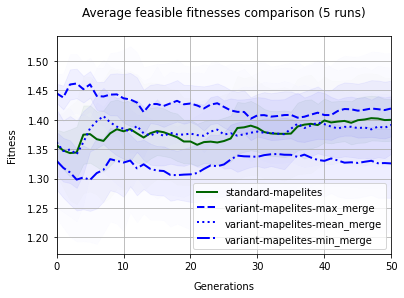 Average feasible fitnesses comparison (5 runs)
1.50
1.45
1.40
1.35
1.30
1.25
1.20
Fitness
0
10
20
30
40
50
Generations
standard-mapelites
variant-mapelites-max_merge
variant-mapelites-mean_merge
variant-mapelites-min_merge